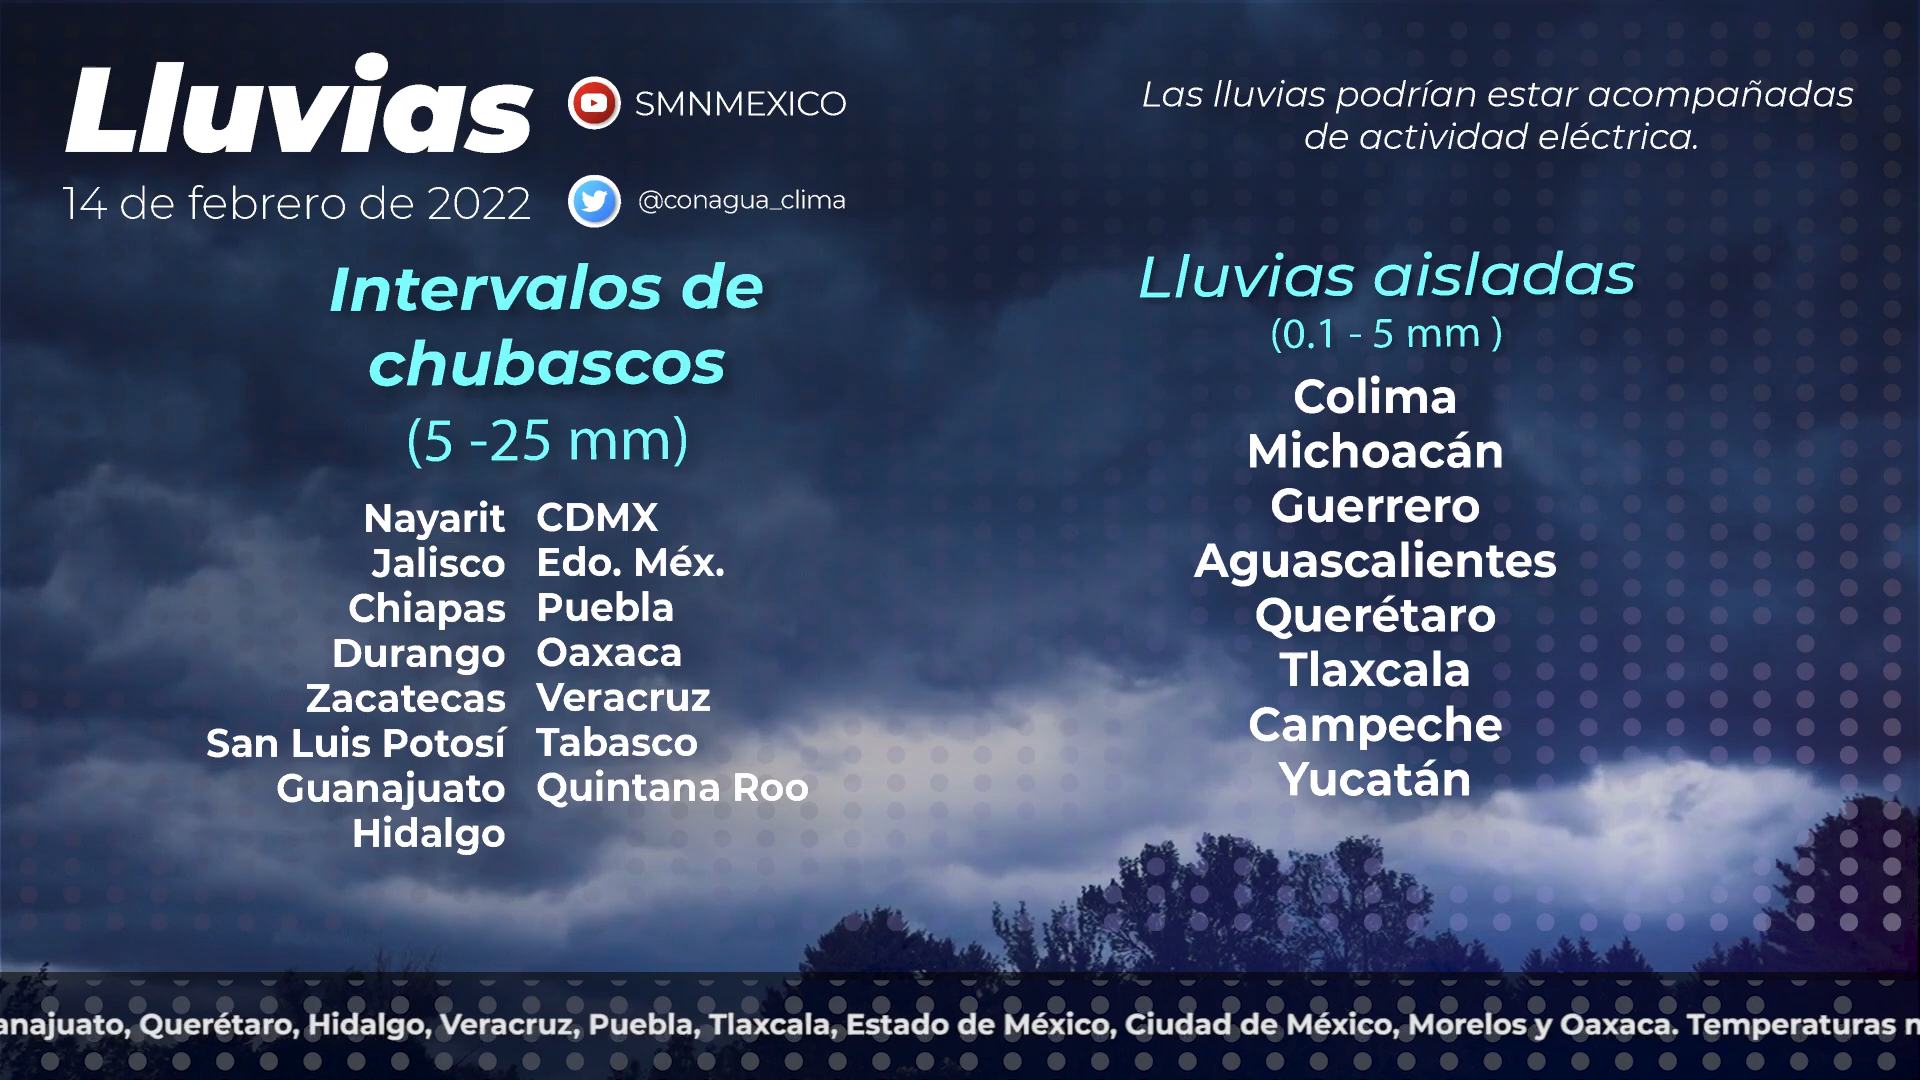 Lluvias
14 de febrero de 2022
SMNMEXICO
@conagua_clima
Las lluvias podrían estar acompañadas
de actividad eléctrica.
Intervalos de
chubascos
(5 -25 mm)
Nayarit
Jalisco
Chiapas
Durango
Zacatecas
San Luis Potosí
Guanajuato
Hidalgo
CDMX
Edo. Méx.
Puebla
Oaxaca
Veracruz
Tabasco
Quintana Roo
Lluvias aisladas
(0.1 - 5 mm )
Colima
Michoacán
Guerrero
Aguascalientes
Querétaro
Tlaxcala
Campeche
Yucatán
anajuato, Querétaro, Hidalgo, Veracruz, Puebla, Tlaxcala, Estado de México, Ciudad de México, Morelos y Oaxaca. Temperaturas